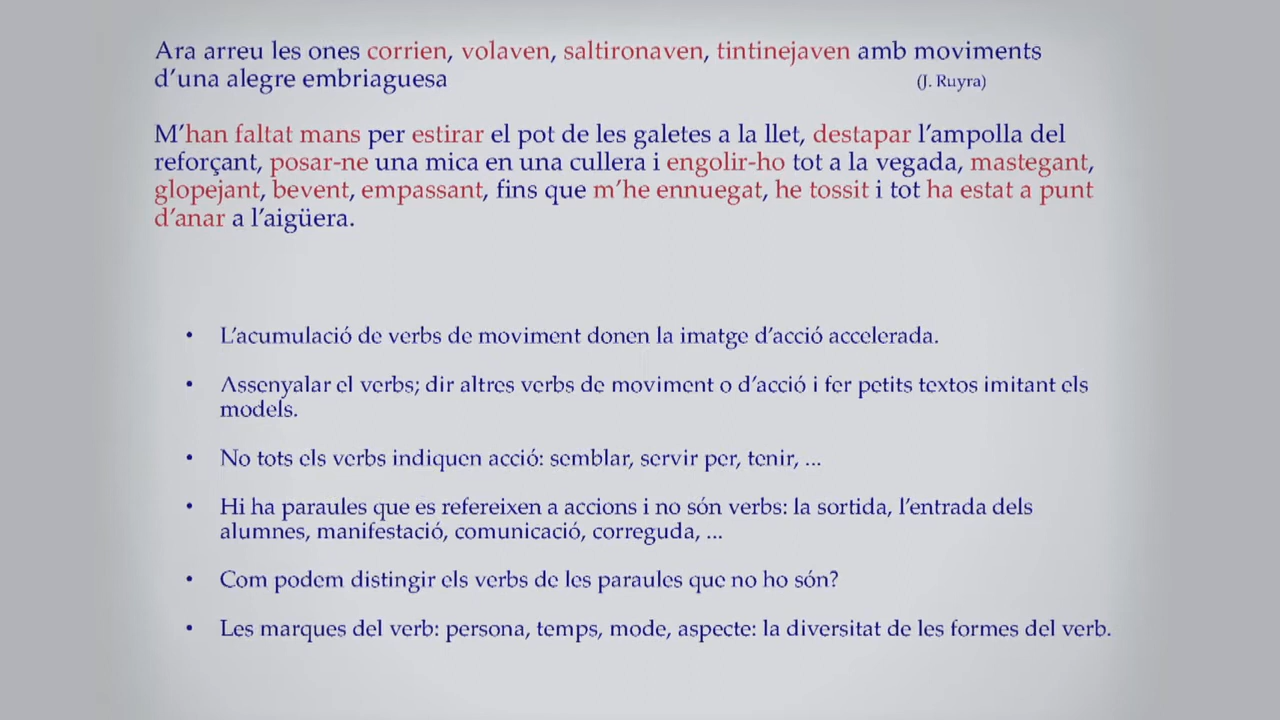 Ara arreu les ones corrien, volaven, saltironaven, tintinejaven amb moviments
d’una alegre embriaguesa (J. Ruyra)
M’han faltat mans per estirar el pot de les galetes a la llet, destapar l’ampolla del
reforçant, posar-ne una mica en una cullera i engolir-ho tot a la vegada, mastegant,
glopejant, bevent, empassant, fins que m’he ennuegat, he tossit i tot ha estat a punt
d’anar a l’aigüera.
• L’acumulació de verbs de moviment donen la imatge d’acció accelerada.
• Assenyalar el verbs; dir altres verbs de moviment o d’acció i fer petits textos imitant els
models.
• No tots els verbs indiquen acció: semblar, servir per, tenir, ...
• Hi ha paraules que es refereixen a accions i no són verbs: la sortida, l’entrada dels
alumnes, manifestació, comunicació, correguda, ...
• Com podem distingir els verbs de les paraules que no ho són?
• Les marques del verb: persona, temps, mode, aspecte: la diversitat de les formes del verb.